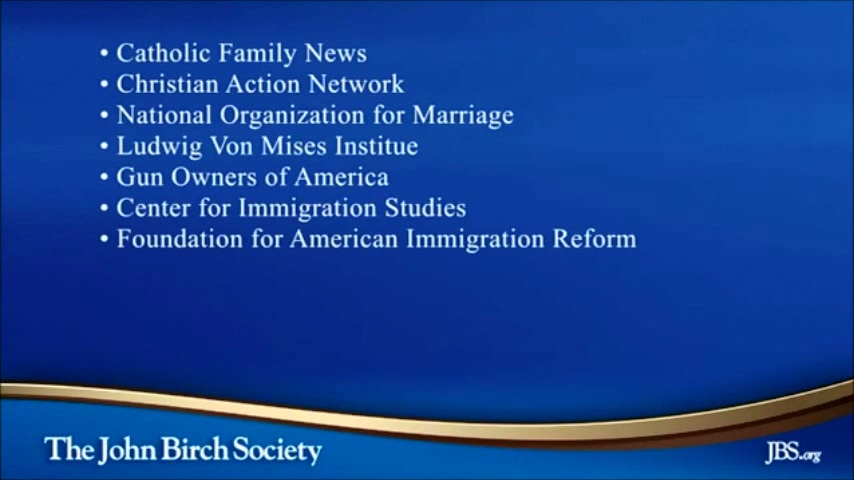 • Catholic Family News
• Christian Action Network
• National Organization for Marriage
• Ludwig Von Mises Institue
• Gun Owners of America
• Center for Immigration Studies
• Foundation for American Immigration Reform
The John Birch Society
JBS.org